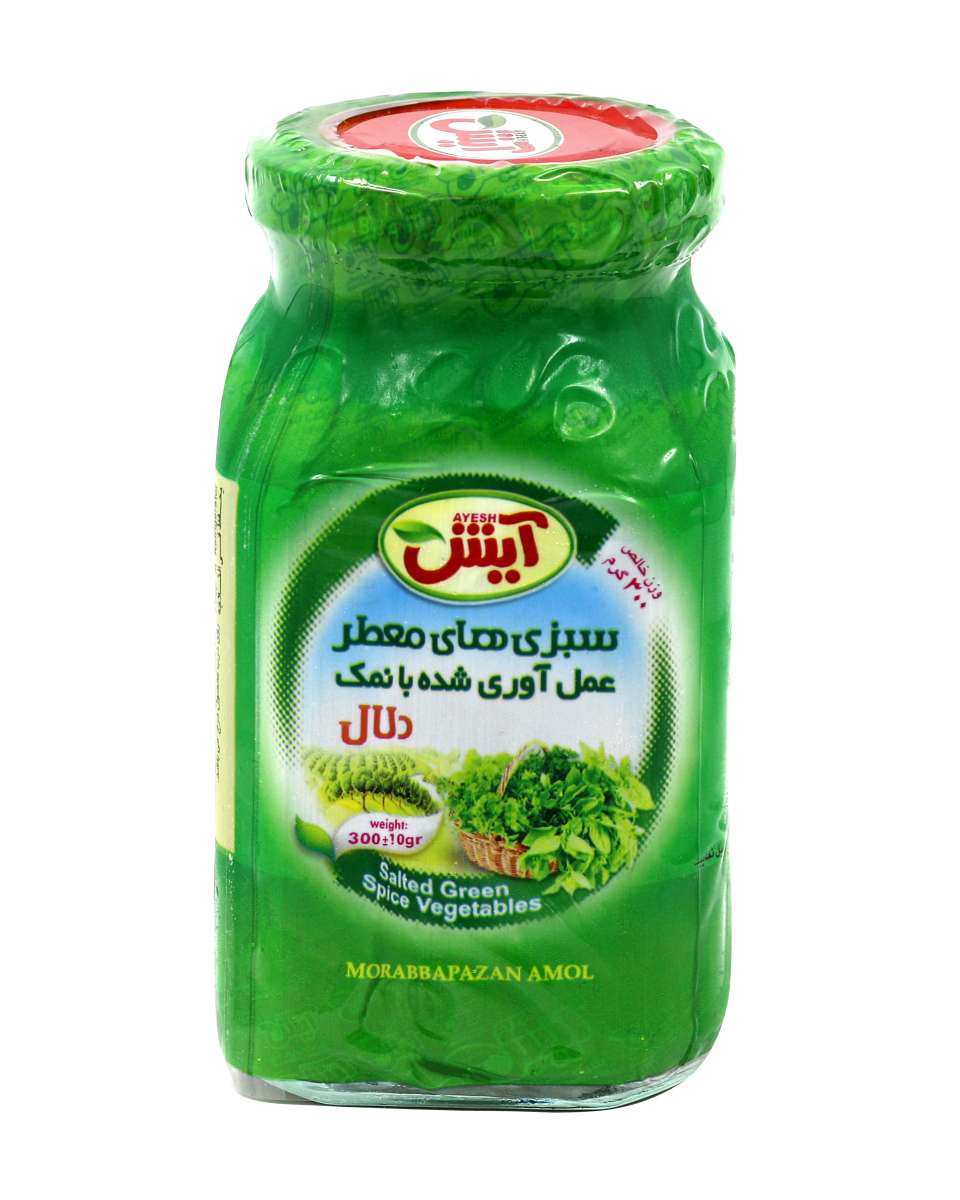 AYESH
آیش
وزن خالص
۳۰۰ گرم
سبزی های معطر
عمل آوری شده با نمک
دلال
weight:
300±10gr
Salted Green
Spice Vegetables
MORABBAPAZAN AMOL